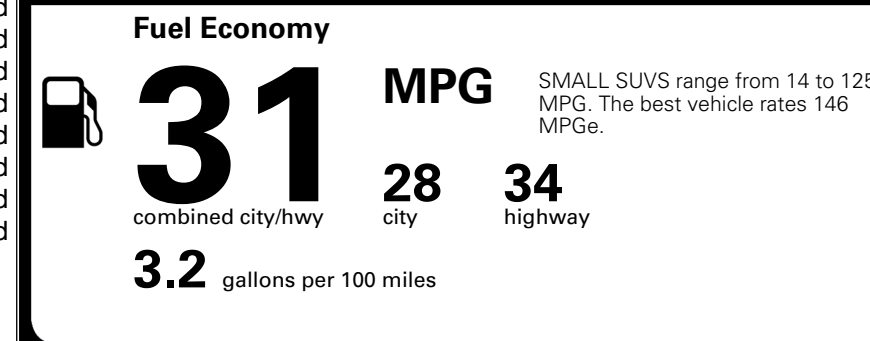 d
d
d
d
d
d
d
d
Fuel Economy
31
MPG
SMALL SUVS range from 14 to 125
MPG. The best vehicle rates 146
MPGe.
28 34
combined city/hwy city highway
3.2 gallons per 100 miles